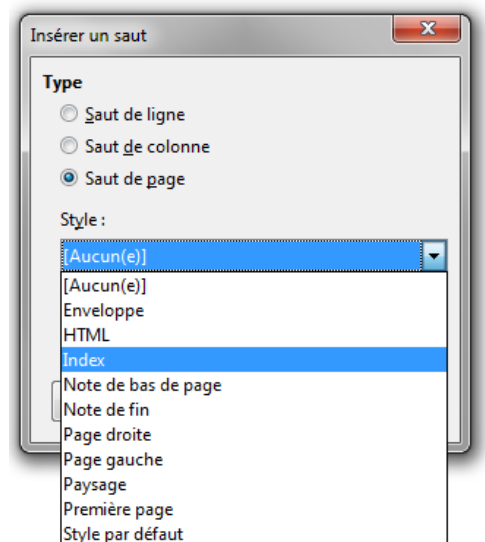 Insérer un saut
Type
Saut de ligne
Saut de colonne
Saut de page
Style :
[Aucun(e)]
[Aucun(e)]
Enveloppe
HTML
Index
Note de bas de page
Note de fin
Page droite
Page gauche
Paysage
Première page
Style par défaut